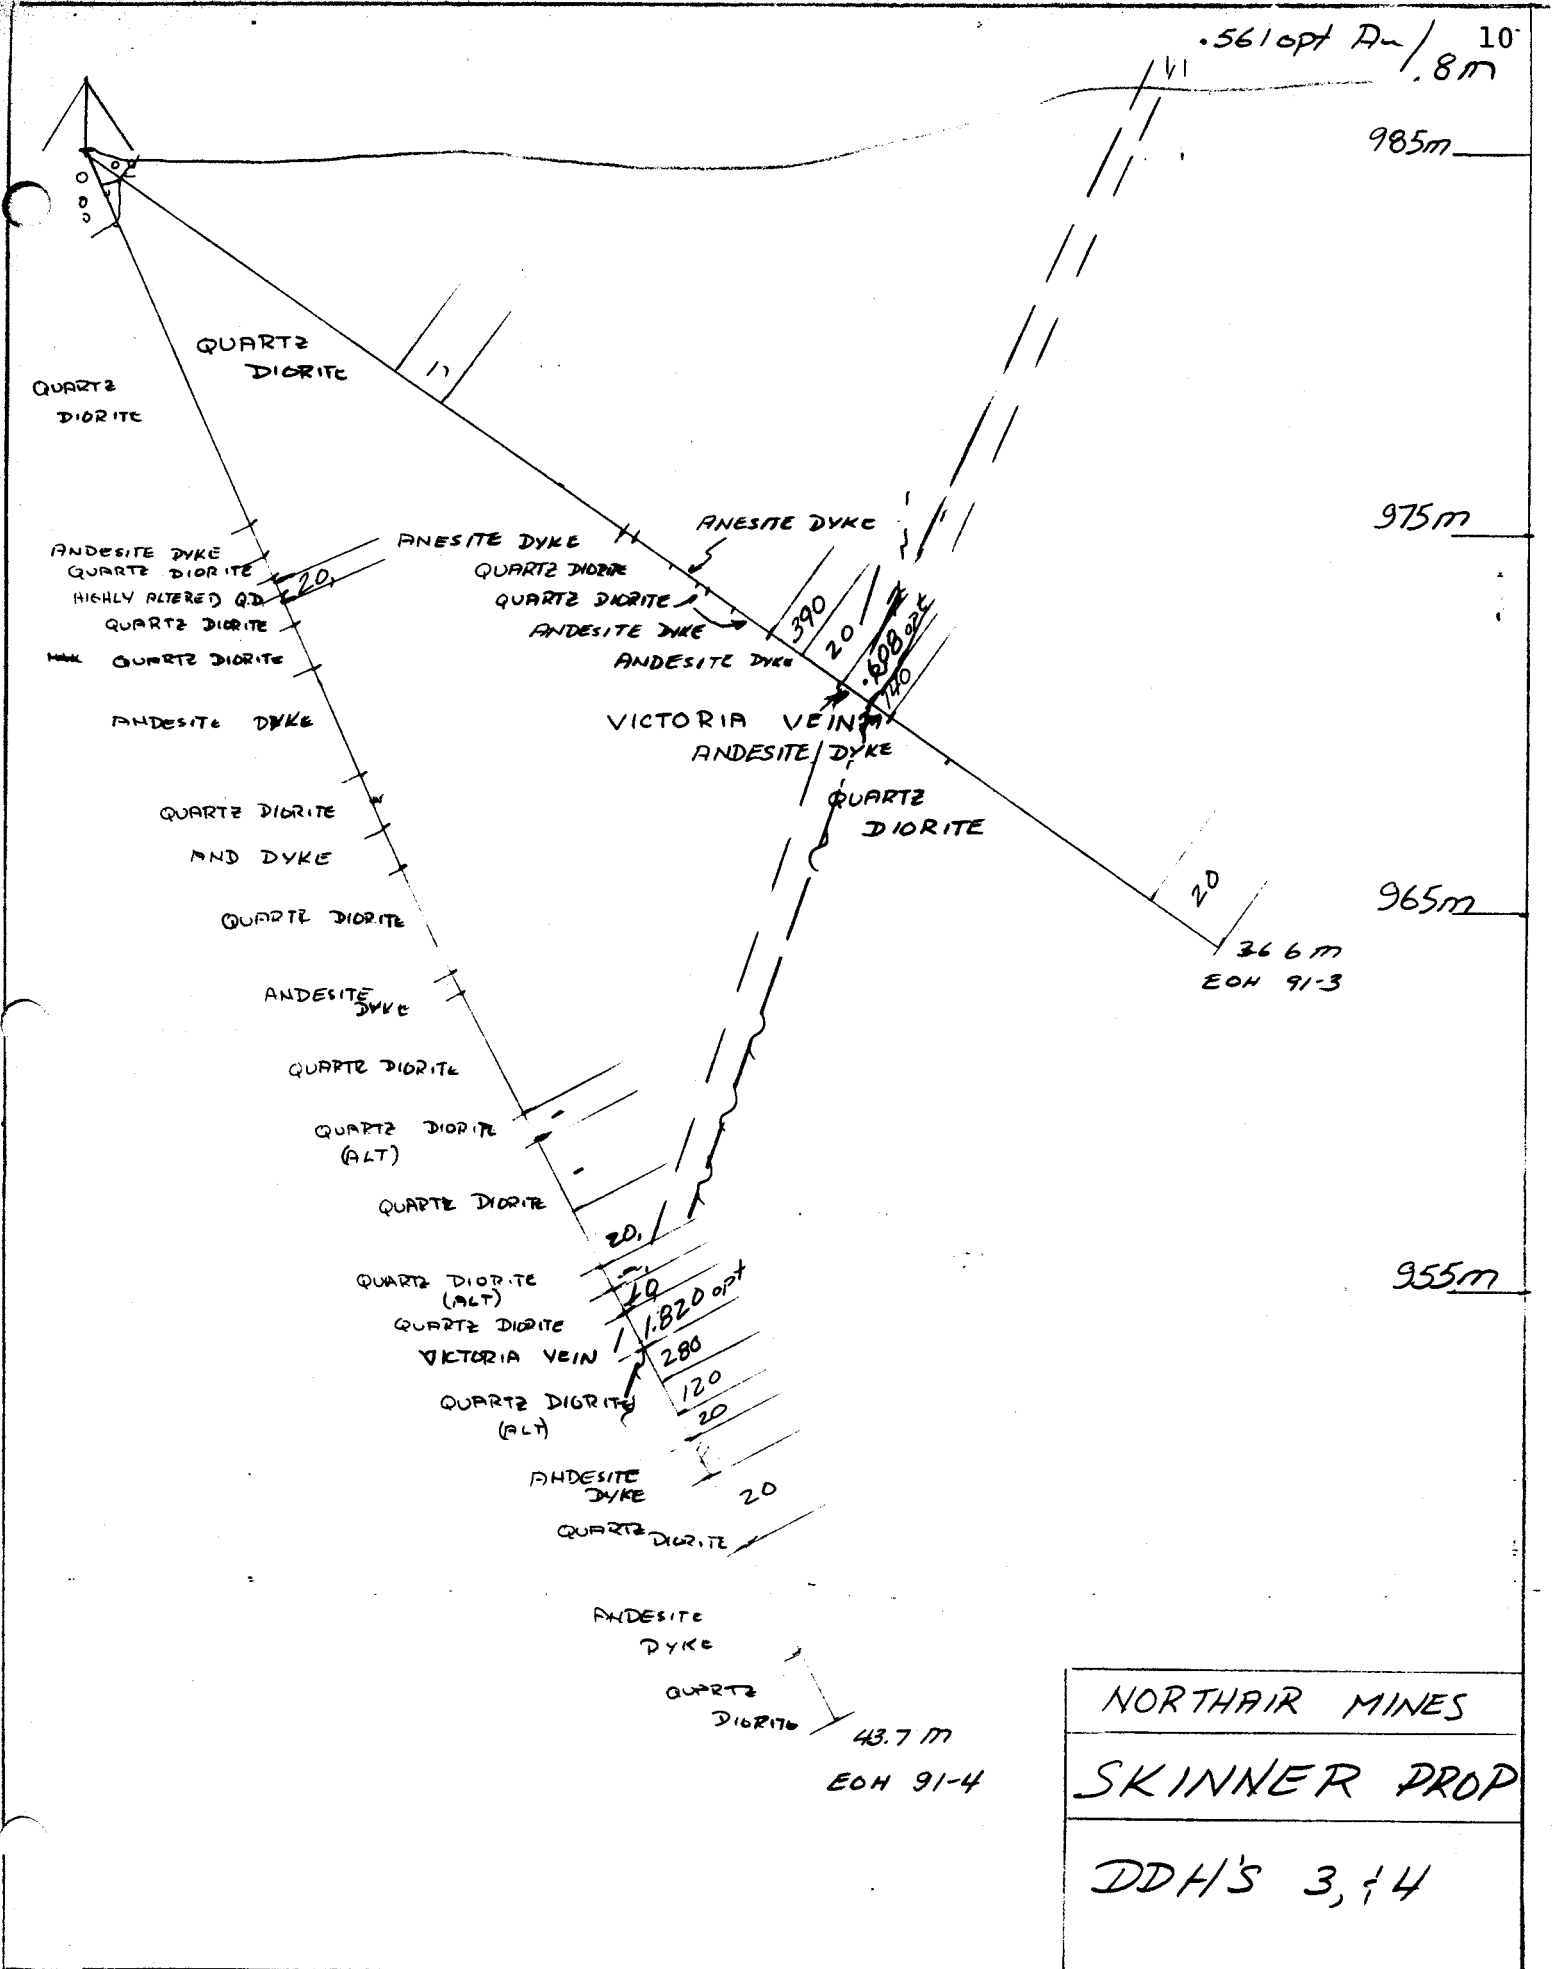 .561 opt Au/
.8m
10
985m
QUARTZ
DIORITE
QUARTZ
DIORITE
975m
ANESITE DYKE
ANESITE DYKE
ANDESITE DYKE
QUARTZ DIORITE
20,
QUARTZ DIORITE
HIGHLY ALTERED Q.D.
QUARTZ DIORITE
QUARTZ DIORITE
ANDESITE DYKE
390
20
.608 opt
140
QUARTZ DIORITE
ANDESITE DYKE
ANDESITE DYKE
VICTORIA VEIN
ANDESITE DYKE
QUARTZ DIORITE
AND DYKE
QUARTZ
DIORITE
20
965m
QUARTZ DIORITE
36.6 m
EOH 91-3
ANDESITE
DYKE
QUARTZ DIORITE
QUARTZ DIORITE
(ALT)
QUARTZ DIORITE
20,
QUARTZ DIORITE
(ALT)
10
1.820 opt
955m
QUARTZ DIORITE
VICTORIA VEIN
280
120
QUARTZ DIORITE
(ALT)
20
ANDESITE
DYKE
20
QUARTZ DIORITE
ANDESITE
DYKE
QUARTZ
DIORITE
43.7 m
EOH 91-4
NORTHAIR MINES
SKINNER PROP
DDH'S 3, & 4